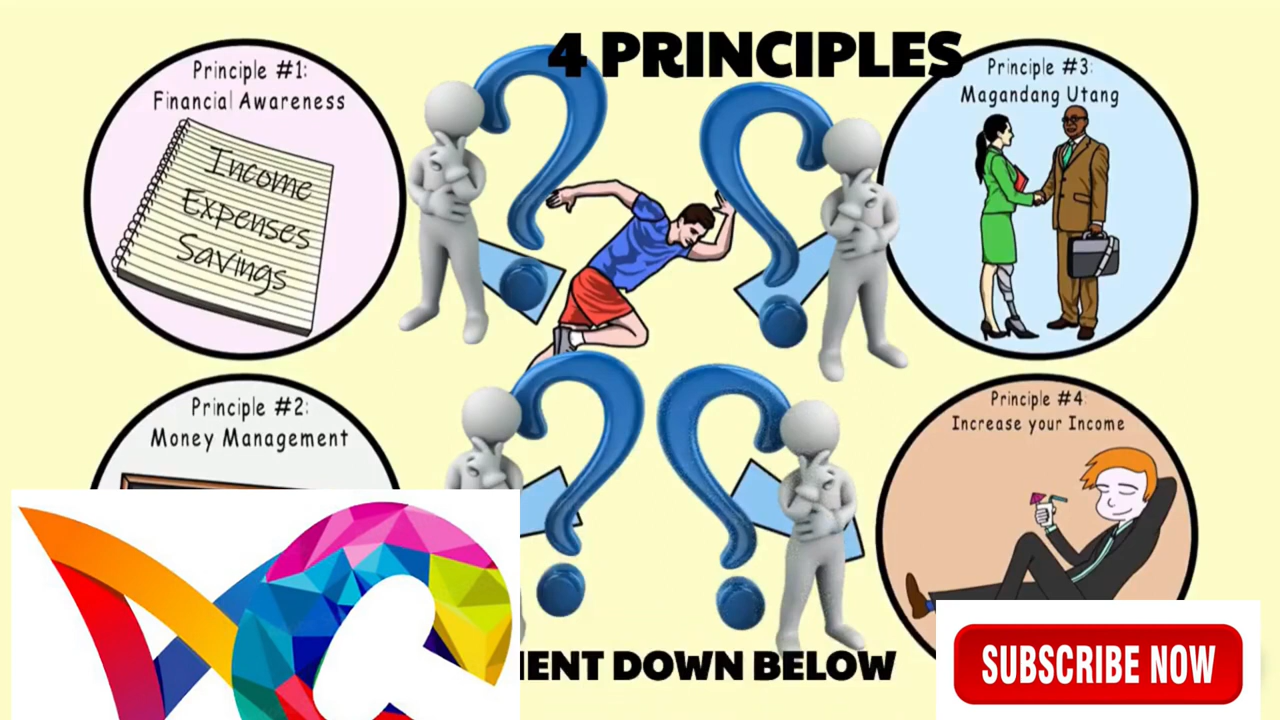 4 PRINCIPLES
Principle #1:
Financial Awareness
Income
Expenses
Savings
Principle #2:
Money Management
Principle #3:
Magandang Utang
Principle #4
Increase your Income
DOWN BELOW
SUBSCRIBE NOW